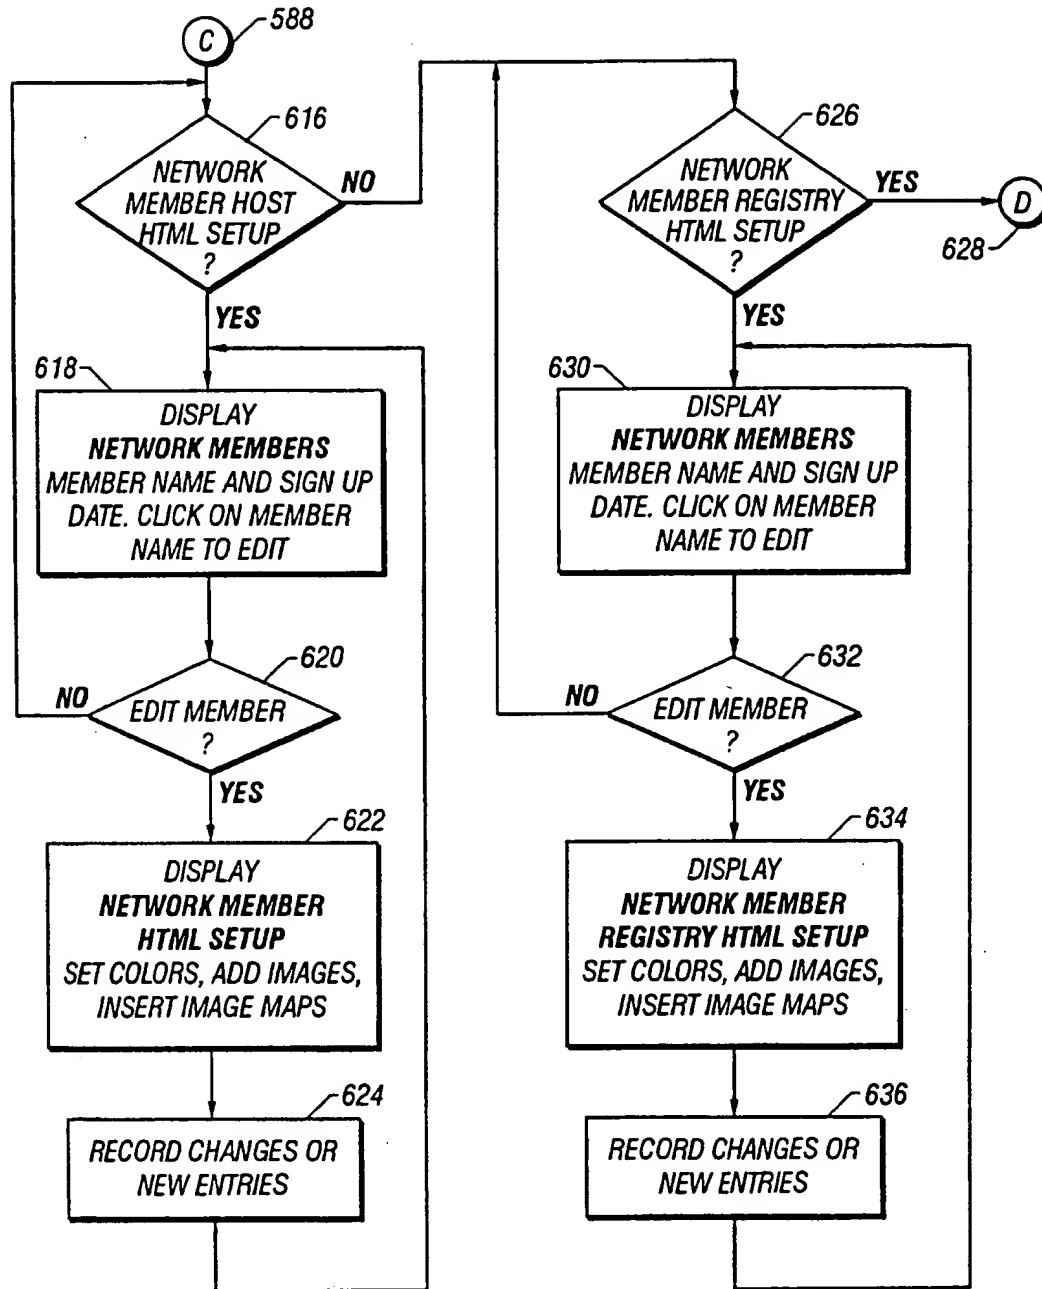 C
588
616
NETWORK
MEMBER HOST
HTML SETUP
?
NO
YES
618
DISPLAY
NETWORK MEMBERS
MEMBER NAME AND SIGN UP
DATE. CLICK ON MEMBER
NAME TO EDIT
620
EDIT MEMBER
?
NO
YES
622
DISPLAY
NETWORK MEMBER
HTML SETUP
SET COLORS, ADD IMAGES,
INSERT IMAGE MAPS
624
RECORD CHANGES OR
NEW ENTRIES
626
NETWORK
MEMBER REGISTRY
HTML SETUP
?
YES
D
628
YES
630
DISPLAY
NETWORK MEMBERS
MEMBER NAME AND SIGN UP
DATE. CLICK ON MEMBER
NAME TO EDIT
632
EDIT MEMBER
?
NO
YES
634
DISPLAY
NETWORK MEMBER
REGISTRY HTML SETUP
SET COLORS, ADD IMAGES,
INSERT IMAGE MAPS
636
RECORD CHANGES OR
NEW ENTRIES